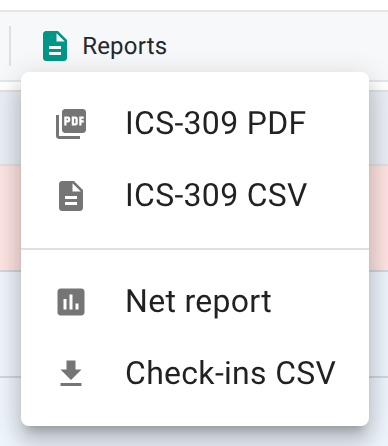 Reports
PDF
ICS-309 PDF
ICS-309 CSV
Net report
Check-ins CSV